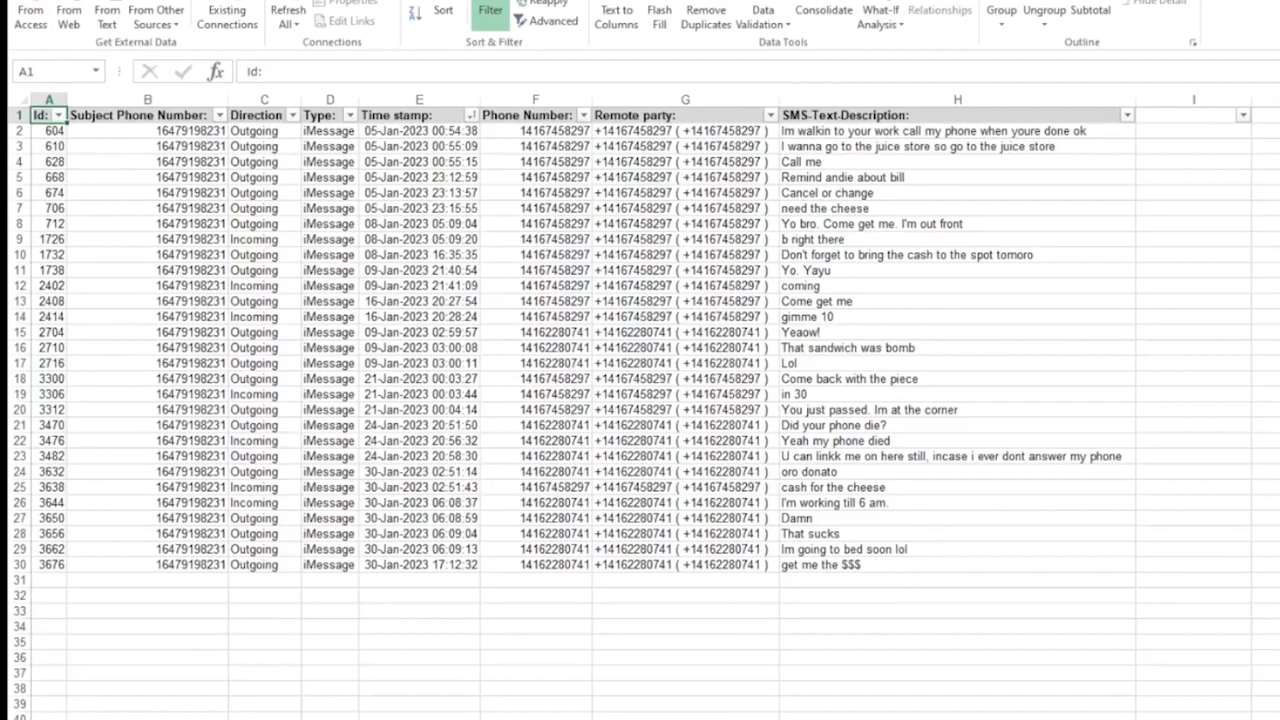 From From From From Other Existing Refresh Properties Sort Filter Reapply Text to Flash Remove Data Consolidate What-If Relationships Group Ungroup Subtotal Hide Detail
Access Web Text Sources Connections All Edit Links Advanced Columns Fill Duplicates Validation Analysis
Get External Data Connections Sort & Filter Data Tools Outline
A1 fx Id:
A B C D E F G H I
1 Id: Subject Phone Number: Direction Type: Time stamp: Phone Number: Remote party: SMS-Text-Description:
2 604 16479198231 Outgoing iMessage 05-Jan-2023 00:54:38 14167458297 +14167458297 ( +14167458297 ) Im walkin to your work call my phone when youre done ok
3 610 16479198231 Outgoing iMessage 05-Jan-2023 00:55:09 14167458297 +14167458297 ( +14167458297 ) I wanna go to the juice store so go to the juice store
4 628 16479198231 Outgoing iMessage 05-Jan-2023 00:55:15 14167458297 +14167458297 ( +14167458297 ) Call me
5 668 16479198231 Outgoing iMessage 05-Jan-2023 23:12:59 14167458297 +14167458297 ( +14167458297 ) Remind andie about bill
6 674 16479198231 Outgoing iMessage 05-Jan-2023 23:13:57 14167458297 +14167458297 ( +14167458297 ) Cancel or change
7 706 16479198231 Outgoing iMessage 05-Jan-2023 23:15:55 14167458297 +14167458297 ( +14167458297 ) need the cheese
8 712 16479198231 Outgoing iMessage 08-Jan-2023 05:09:04 14167458297 +14167458297 ( +14167458297 ) Yo bro. Come get me. I'm out front
9 1726 16479198231 Incoming iMessage 08-Jan-2023 05:09:20 14167458297 +14167458297 ( +14167458297 ) b right there
10 1732 16479198231 Outgoing iMessage 08-Jan-2023 16:35:35 14167458297 +14167458297 ( +14167458297 ) Don't forget to bring the cash to the spot tomoro
11 1738 16479198231 Outgoing iMessage 09-Jan-2023 21:40:54 14167458297 +14167458297 ( +14167458297 ) Yo. Yayu
12 2402 16479198231 Incoming iMessage 09-Jan-2023 21:41:09 14167458297 +14167458297 ( +14167458297 ) coming
13 2408 16479198231 Outgoing iMessage 16-Jan-2023 20:27:54 14167458297 +14167458297 ( +14167458297 ) Come get me
14 2414 16479198231 Incoming iMessage 16-Jan-2023 20:28:24 14167458297 +14167458297 ( +14167458297 ) gimme 10
15 2704 16479198231 Outgoing iMessage 09-Jan-2023 02:59:57 14162280741 +14162280741 ( +14162280741 ) Yeaow!
16 2710 16479198231 Outgoing iMessage 09-Jan-2023 03:00:08 14162280741 +14162280741 ( +14162280741 ) That sandwich was bomb
17 2716 16479198231 Outgoing iMessage 09-Jan-2023 03:00:11 14162280741 +14162280741 ( +14162280741 ) Lol
18 3300 16479198231 Outgoing iMessage 21-Jan-2023 00:03:27 14167458297 +14167458297 ( +14167458297 ) Come back with the piece
19 3306 16479198231 Incoming iMessage 21-Jan-2023 00:03:44 14167458297 +14167458297 ( +14167458297 ) in 30
20 3312 16479198231 Outgoing iMessage 21-Jan-2023 00:04:14 14167458297 +14167458297 ( +14167458297 ) You just passed. Im at the corner
21 3470 16479198231 Outgoing iMessage 24-Jan-2023 20:51:50 14167458297 +14167458297 ( +14167458297 ) Did your phone die?
22 3476 16479198231 Incoming iMessage 24-Jan-2023 20:56:32 14167458297 +14167458297 ( +14167458297 ) Yeah my phone died
23 3482 16479198231 Outgoing iMessage 24-Jan-2023 20:58:30 14167458297 +14167458297 ( +14167458297 ) U can linkk me on here still, incase i ever dont answer my phone
24 3632 16479198231 Outgoing iMessage 30-Jan-2023 02:51:14 14167458297 +14167458297 ( +14167458297 ) oro donato
25 3638 16479198231 Incoming iMessage 30-Jan-2023 02:51:43 14167458297 +14167458297 ( +14167458297 ) cash for the cheese
26 3644 16479198231 Incoming iMessage 30-Jan-2023 06:08:37 14162280741 +14162280741 ( +14162280741 ) I'm working till 6 am.
27 3650 16479198231 Outgoing iMessage 30-Jan-2023 06:08:59 14162280741 +14162280741 ( +14162280741 ) Damn
28 3656 16479198231 Outgoing iMessage 30-Jan-2023 06:09:04 14162280741 +14162280741 ( +14162280741 ) That sucks
29 3662 16479198231 Outgoing iMessage 30-Jan-2023 06:09:13 14162280741 +14162280741 ( +14162280741 ) Im going to bed soon lol
30 3676 16479198231 Outgoing iMessage 30-Jan-2023 17:12:32 14162280741 +14162280741 ( +14162280741 ) get me the $$$
31
32
33
34
35
36
37
38
39
40